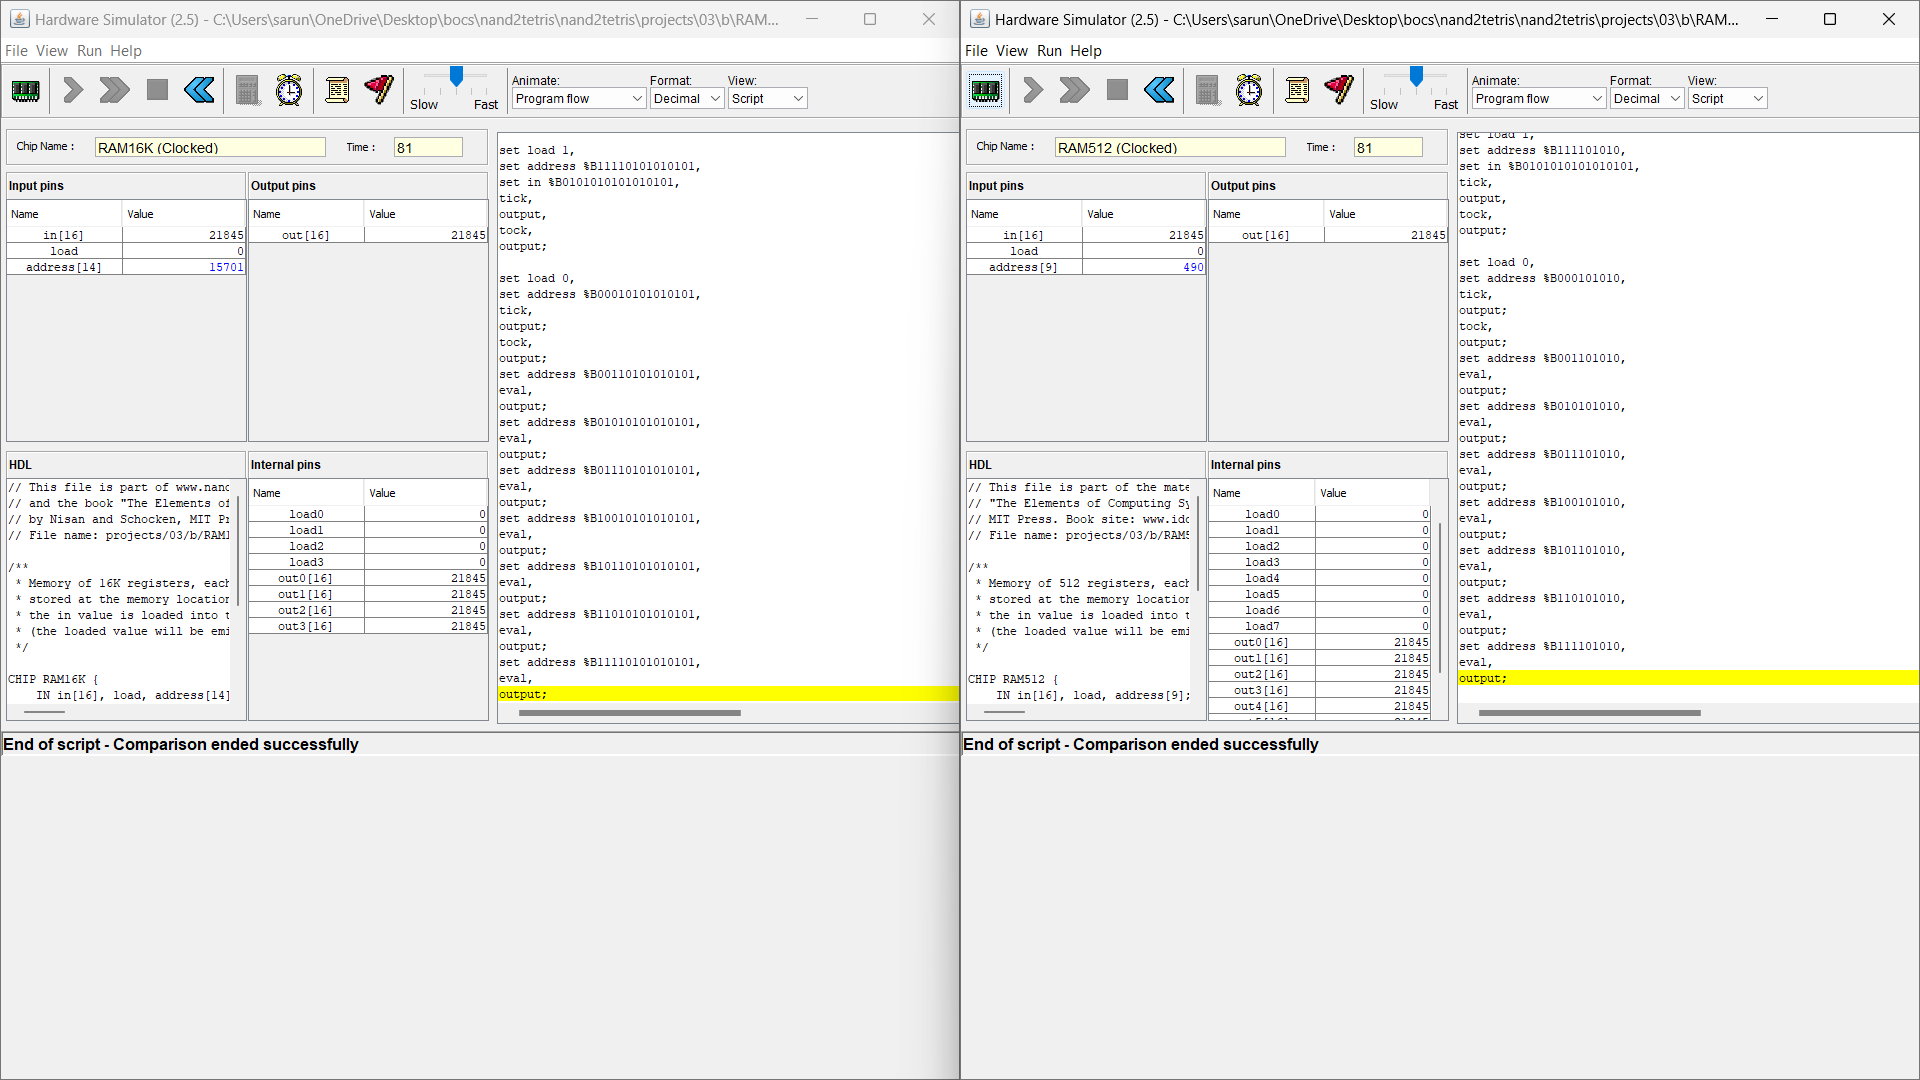 Hardware Simulator (2.5) - C:\Users\sarun\OneDrive\Desktop\bocs\nand2tetris\nand2tetris\projects\03\b\RAM...
File View Run Help
Slow Fast
Animate:
Program flow
Format:
Decimal
View:
Script
Chip Name :
RAM16K (Clocked)
Time :
81
Input pins
Name Value
in[16] 21845
load 0
address[14] 15701
Output pins
Name Value
out[16] 21845
HDL
// This file is part of www.nand
// and the book "The Elements of
// by Nisan and Schocken, MIT Pr
// File name: projects/03/b/RAM1
/**
* Memory of 16K registers, each
* stored at the memory location
* the in value is loaded into t
* (the loaded value will be emi
*/
CHIP RAM16K {
IN in[16], load, address[14]
Internal pins
Name Value
load0 0
load1 0
load2 0
load3 0
out0[16] 21845
out1[16] 21845
out2[16] 21845
out3[16] 21845
set load 1,
set address %B11110101010101,
set in %B0101010101010101,
tick,
output,
tock,
output;
set load 0,
set address %B00010101010101,
tick,
output;
tock,
output;
set address %B00110101010101,
eval,
output;
set address %B01010101010101,
eval,
output;
set address %B01110101010101,
eval,
output;
set address %B10010101010101,
eval,
output;
set address %B10110101010101,
eval,
output;
set address %B11010101010101,
eval,
output;
set address %B11110101010101,
eval,
output;
End of script - Comparison ended successfully
Hardware Simulator (2.5) - C:\Users\sarun\OneDrive\Desktop\bocs\nand2tetris\nand2tetris\projects\03\b\RAM...
File View Run Help
Slow Fast
Animate:
Program flow
Format:
Decimal
View:
Script
Chip Name :
RAM512 (Clocked)
Time :
81
Input pins
Name Value
in[16] 21845
load 0
address[9] 490
Output pins
Name Value
out[16] 21845
HDL
// This file is part of the mate
// "The Elements of Computing Sy
// MIT Press. Book site: www.idc
// File name: projects/03/b/RAM5
/**
* Memory of 512 registers, each
* stored at the memory location
* the in value is loaded into t
* (the loaded value will be emi
*/
CHIP RAM512 {
IN in[16], load, address[9];
Internal pins
Name Value
load0 0
load1 0
load2 0
load3 0
load4 0
load5 0
load6 0
load7 0
out0[16] 21845
out1[16] 21845
out2[16] 21845
out3[16] 21845
out4[16] 21845
set load 1,
set address %B111101010,
set in %B0101010101010101,
tick,
output,
tock,
output;
set load 0,
set address %B000101010,
tick,
output;
tock,
output;
set address %B001101010,
eval,
output;
set address %B010101010,
eval,
output;
set address %B011101010,
eval,
output;
set address %B100101010,
eval,
output;
set address %B101101010,
eval,
output;
set address %B110101010,
eval,
output;
set address %B111101010,
eval,
output;
End of script - Comparison ended successfully